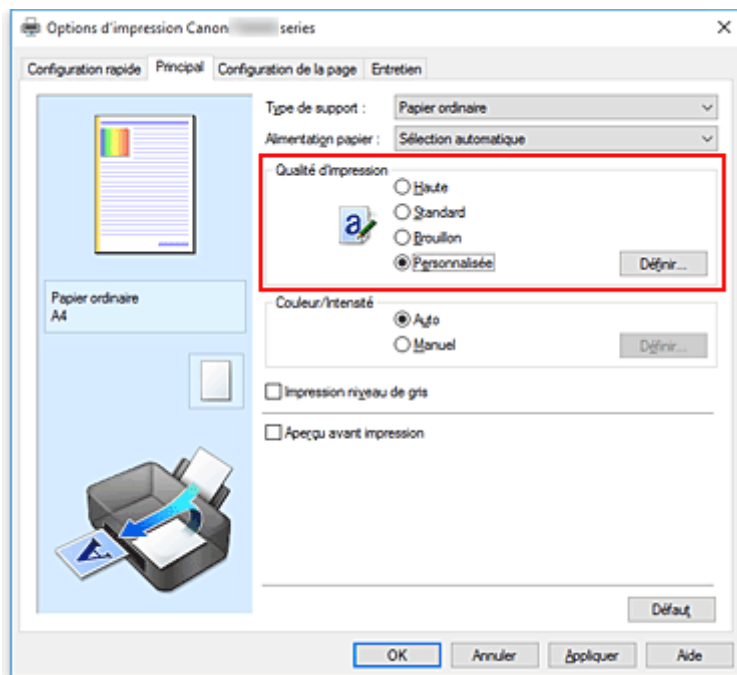 Options d'impression Canon series
Configuration rapide Principal Configuration de la page Entretien
Type de support : Papier ordinaire
Alimentation papier : Sélection automatique
Qualité d'impression
Haute
Standard
a
Brouillon
Personnalisée Définir...
Papier ordinaire
A4
Couleur/Intensité
Auto
Manuel Définir...
Impression niveau de gris
Aperçu avant impression
A
Défaut
OK Annuler Appliquer Aide